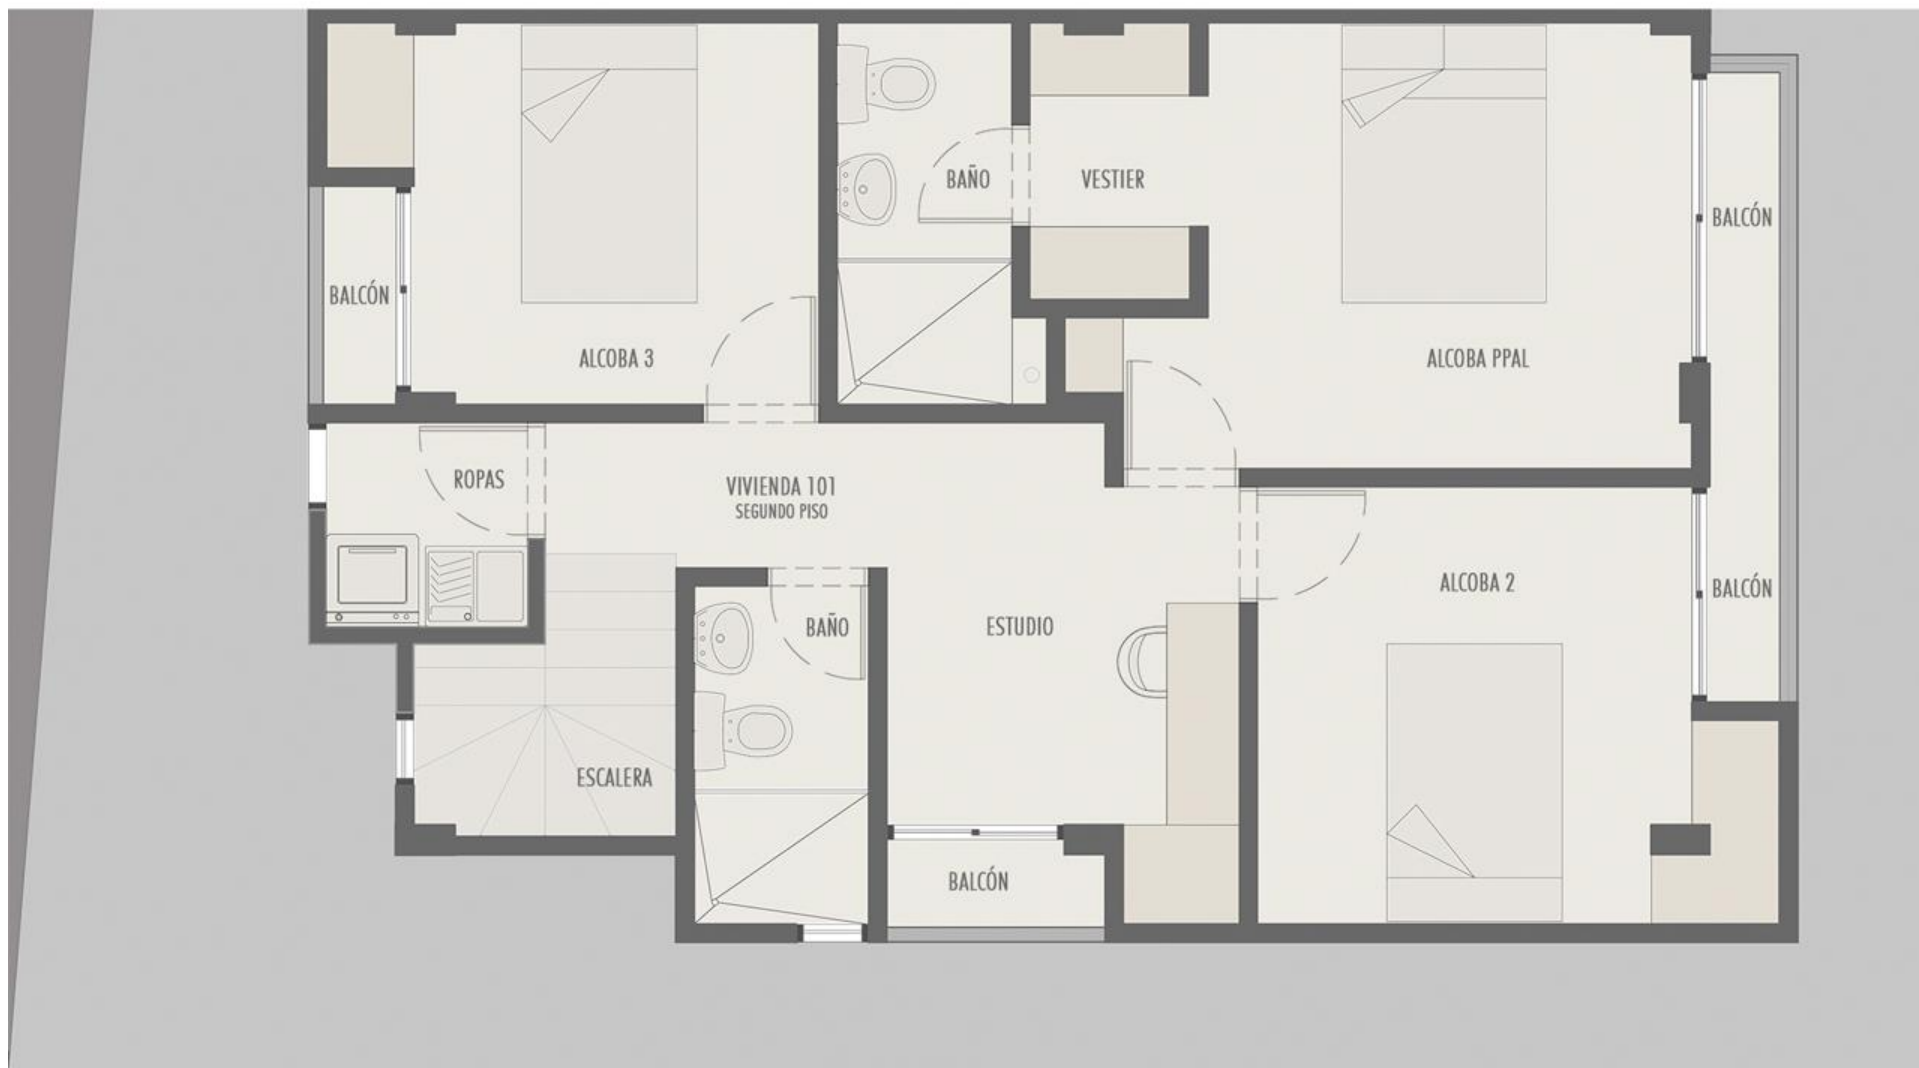 BAÑO
VESTIER
BALCÓN
BALCÓN
ALCOBA 3
ALCOBA PPAL
ROPAS
VIVIENDA 101
SEGUNDO PISO
ALCOBA 2
BALCÓN
BAÑO
ESTUDIO
ESCALERA
BALCÓN